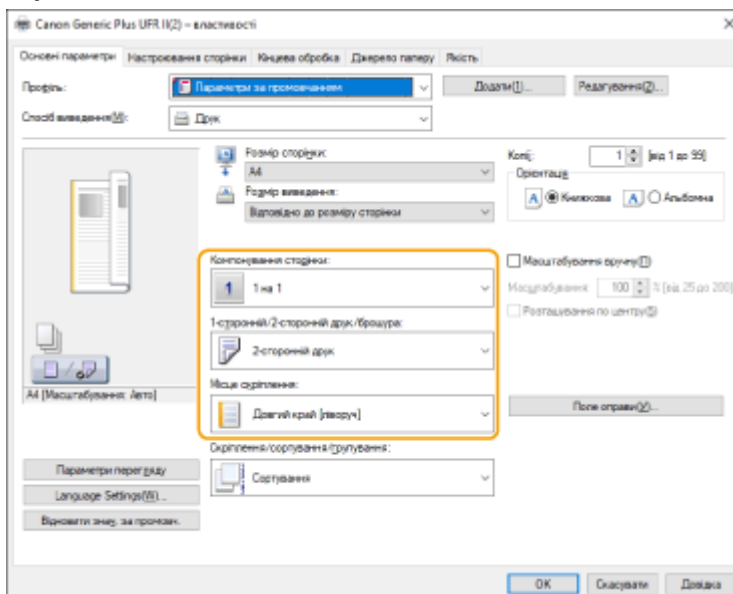 Canon Generic Plus UFR II(2) – властивості
Основні параметри Настроювання сторінки Кінцева обробка Джерело паперу Якість
Профіль: Параметри за промовчанням Додати(1)... Редагування(2)...
Спосіб виведення(M): Друк
Розмір сторінки:
A4
Розмір виведення:
Відповідно до розміру сторінки
Копії: 1 [від 1 до 99]
Орієнтація
A Книжкова A Альбомна
Компонування сторінки:
1 1 на 1
1-сторонній/2-сторонній друк/брошура:
2-сторонній друк
Місце скріплення:
Довгий край [ліворуч]
Масштабування вручну(П)
Масштабування: 100 % [від 25 до 200]
Розташування по центру(S)
A4 [Масштабування: Авто]
Поле оправи(V)...
Скріплення/сортування/групування:
Сортування
Параметри перегляду
Language Settings(W)...
Відновити знач. за промовч.
OK Скасувати Довідка